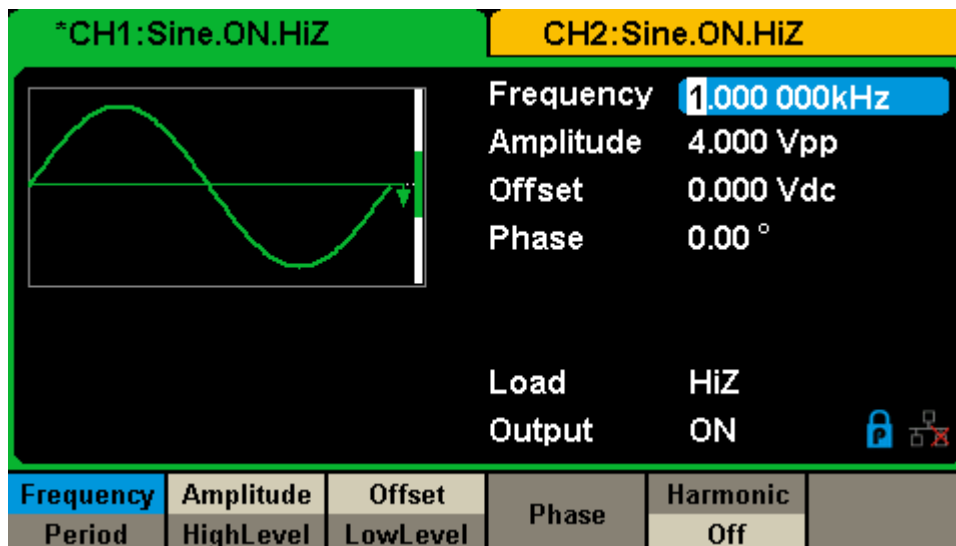 *CH1:Sine.ON.HiZ CH2:Sine.ON.HiZ
Frequency 1.000 000kHz
Amplitude 4.000 Vpp
Offset 0.000 Vdc
Phase 0.00 °
Load HiZ
Output ON
P
Frequency Amplitude Offset Phase Harmonic
Period HighLevel LowLevel Off